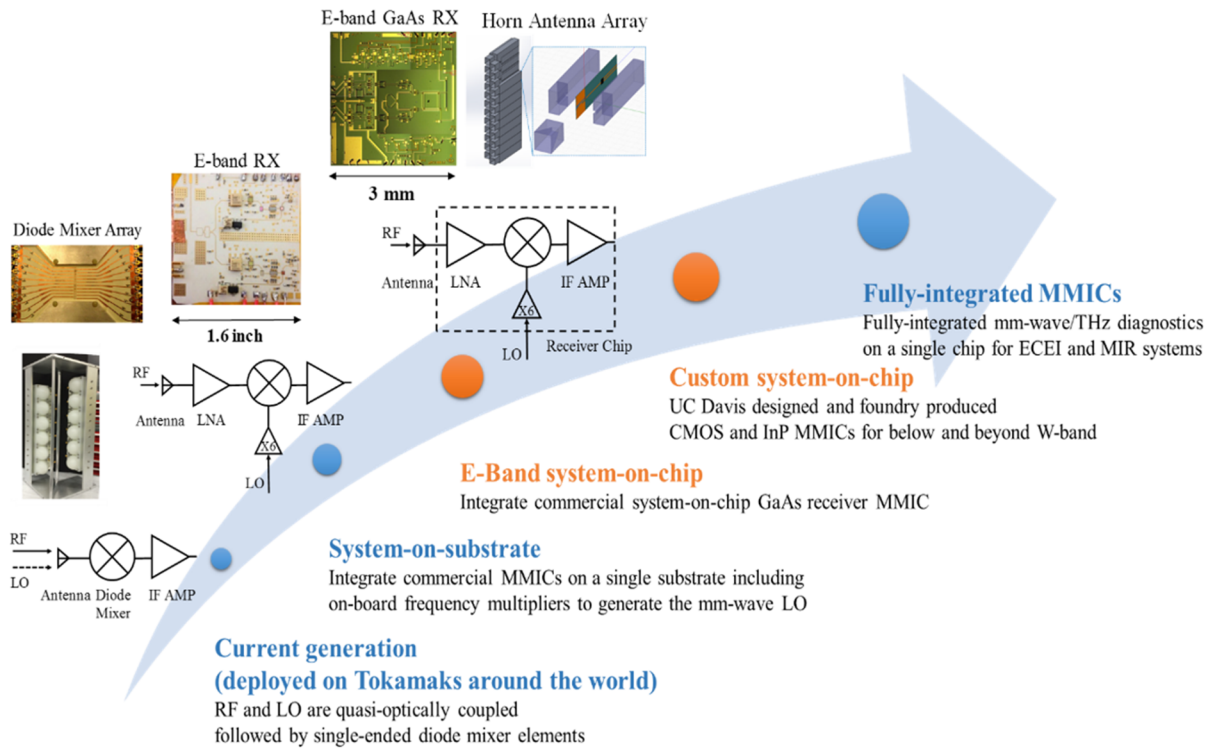 E-band GaAs RX
Horn Antenna Array
3 mm
E-band RX
1.6 inch
Diode Mixer Array
RF
Antenna
LNA
IF AMP
X6
LO
Receiver Chip
RF
Antenna
LNA
IF AMP
X6
LO
RF
LO
Antenna
Diode
Mixer
IF AMP
Fully-integrated MMICs
Fully-integrated mm-wave/THz diagnostics
on a single chip for ECEI and MIR systems
Custom system-on-chip
UC Davis designed and foundry produced
CMOS and InP MMICs for below and beyond W-band
E-Band system-on-chip
Integrate commercial system-on-chip GaAs receiver MMIC
System-on-substrate
Integrate commercial MMICs on a single substrate including
on-board frequency multipliers to generate the mm-wave LO
Current generation
(deployed on Tokamaks around the world)
RF and LO are quasi-optically coupled
followed by single-ended diode mixer elements